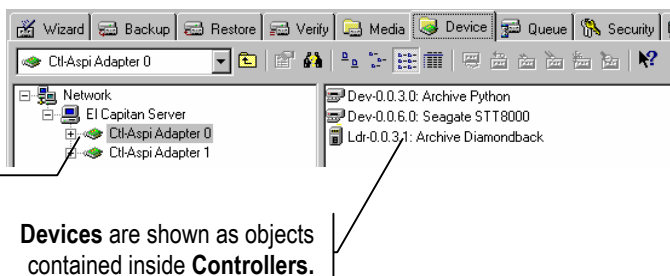 Wizard Backup Restore Verify Media Device Queue Security
Ctl-Aspi Adapter 0
Network
El Capitan Server
Ctl-Aspi Adapter 0
Ctl-Aspi Adapter 1
Dev-0.0.3.0: Archive Python
Dev-0.0.6.0: Seagate STT8000
Ldr-0.0.3.1: Archive Diamondback
Devices are shown as objects
contained inside Controllers.